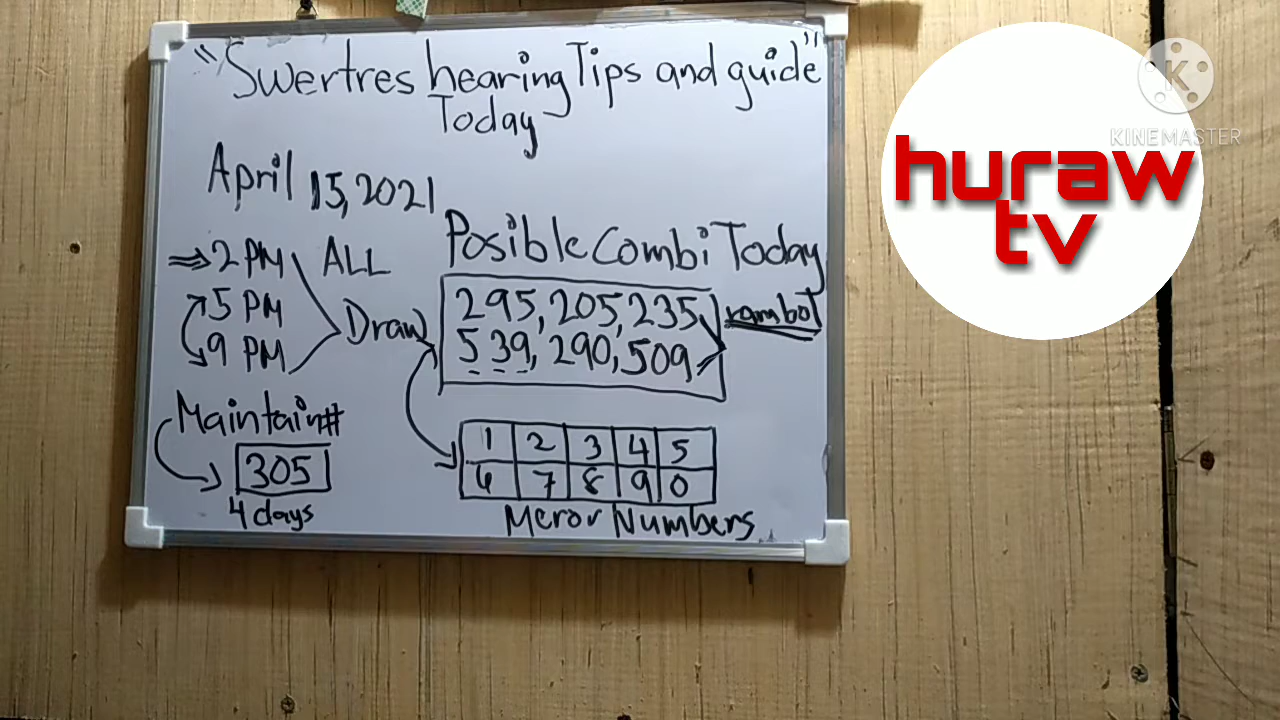 "Swertres hearing Tips and guide"
Today
April 15, 2021
⇒ 2 PM
5 PM
9 PM
ALL
Draw
Posible Combi Today
295, 205, 235,
539, 290, 509
rambol
Maintain#
305
4 days
1 2 3 4 5
6 7 8 9 0
Meror Numbers
huraw
tv
K
KINEMASTER